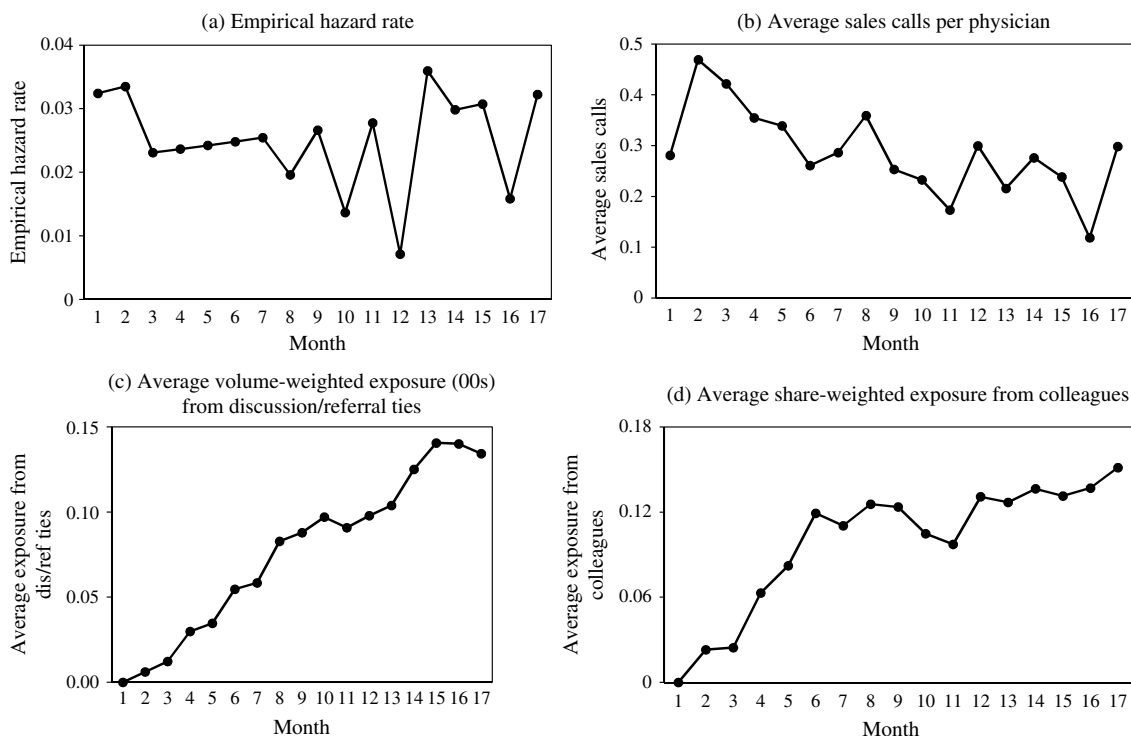 (a) Empirical hazard rate
Empirical hazard rate
0.04
0.03
0.02
0.01
0
1 2 3 4 5 6 7 8 9 10 11 12 13 14 15 16 17
Month
(b) Average sales calls per physician
Average sales calls
0.5
0.4
0.3
0.2
0.1
0
1 2 3 4 5 6 7 8 9 10 11 12 13 14 15 16 17
Month
(c) Average volume-weighted exposure (00s)
from discussion/referral ties
Average exposure from
dis/ref ties
0.15
0.10
0.05
0.00
1 2 3 4 5 6 7 8 9 10 11 12 13 14 15 16 17
Month
(d) Average share-weighted exposure from colleagues
Average exposure from
colleagues
0.18
0.12
0.06
0
1 2 3 4 5 6 7 8 9 10 11 12 13 14 15 16 17
Month